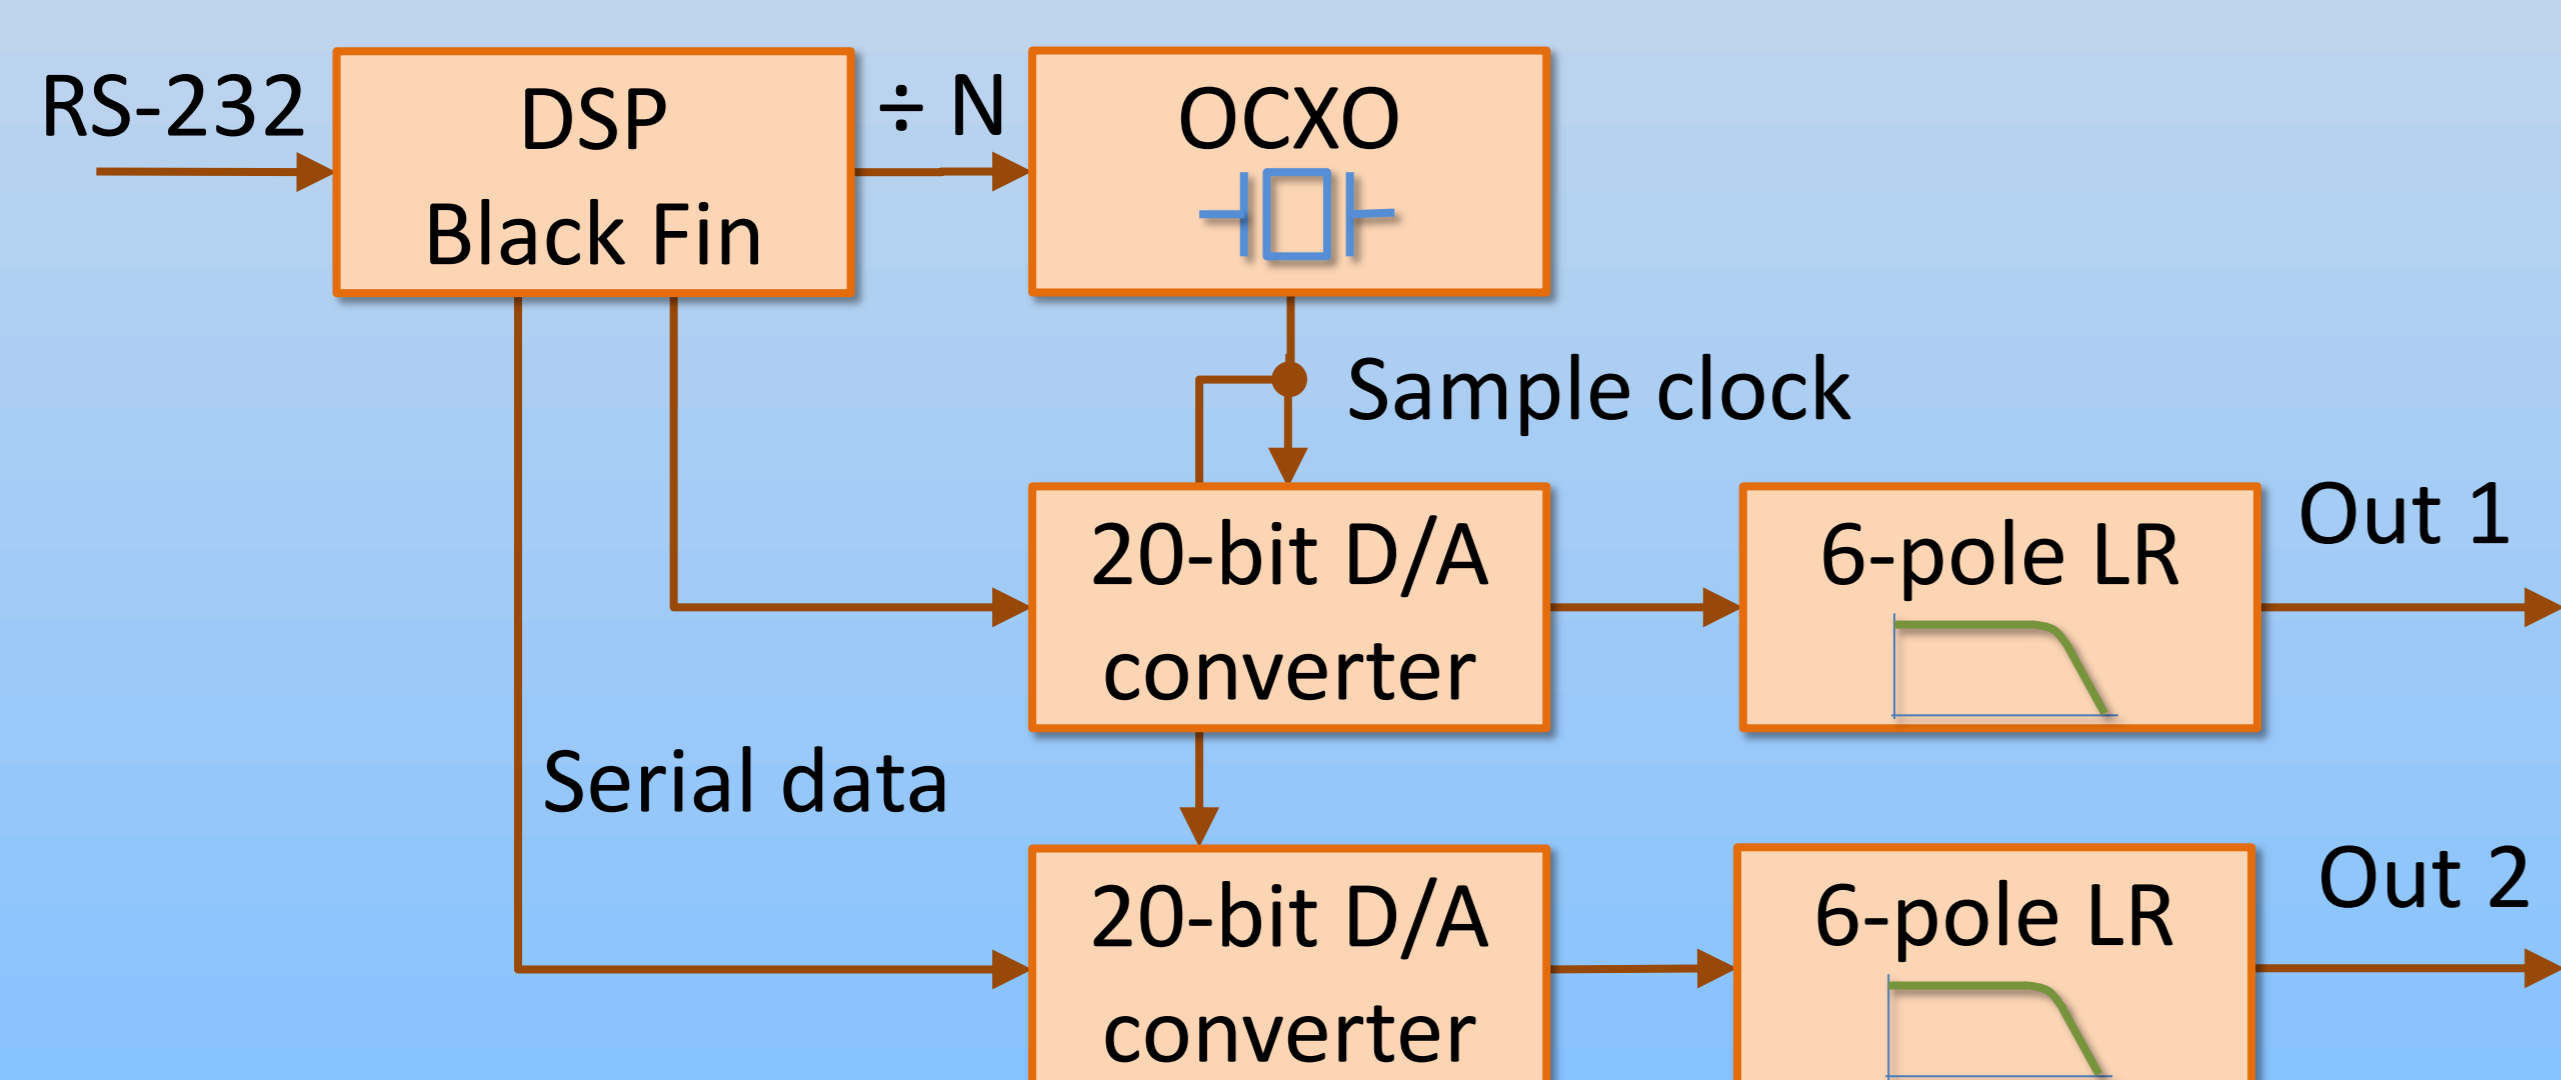 RS-232
DSP
Black Fin
÷ N
OCXO
Sample clock
20-bit D/A
converter
6-pole LR
Out 1
Serial data
20-bit D/A
converter
6-pole LR
Out 2